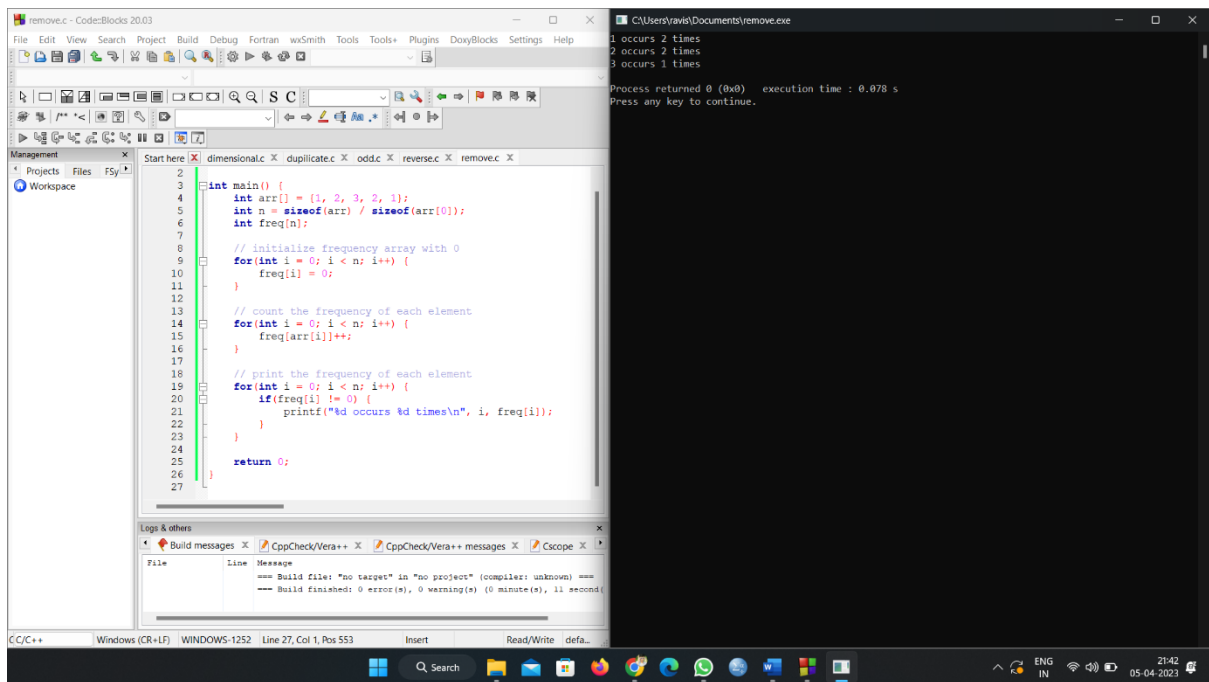 remove.c - Code::Blocks 20.03
File Edit View Search Project Build Debug Fortran wxSmith Tools Tools+ Plugins DoxyBlocks Settings Help
S C
/** *<
Management
Projects Files FSy
Workspace
Start here dimensional.c dupilicate.c odd.c reverse.c remove.c
2
3 int main() {
4 int arr[] = {1, 2, 3, 2, 1};
5 int n = sizeof(arr) / sizeof(arr[0]);
6 int freq[n];
7
8 // initialize frequency array with 0
9 for(int i = 0; i < n; i++) {
10 freq[i] = 0;
11 }
12
13 // count the frequency of each element
14 for(int i = 0; i < n; i++) {
15 freq[arr[i]]++;
16 }
17
18 // print the frequency of each element
19 for(int i = 0; i < n; i++) {
20 if(freq[i] != 0) {
21 printf("%d occurs %d times\n", i, freq[i]);
22 }
23 }
24
25 return 0;
26 }
27
Logs & others
Build messages CppCheck/Vera++ CppCheck/Vera++ messages Cscope
File Line Message
=== Build file: "no target" in "no project" (compiler: unknown) ===
=== Build finished: 0 error(s), 0 warning(s) (0 minute(s), 11 second(
C/C++ Windows (CR+LF) WINDOWS-1252 Line 27, Col 1, Pos 553 Insert Read/Write defa...
C:\Users\ravis\Documents\remove.exe
1 occurs 2 times
2 occurs 2 times
3 occurs 1 times
Process returned 0 (0x0) execution time : 0.078 s
Press any key to continue.
Search
ENG
IN
21:42
05-04-2023